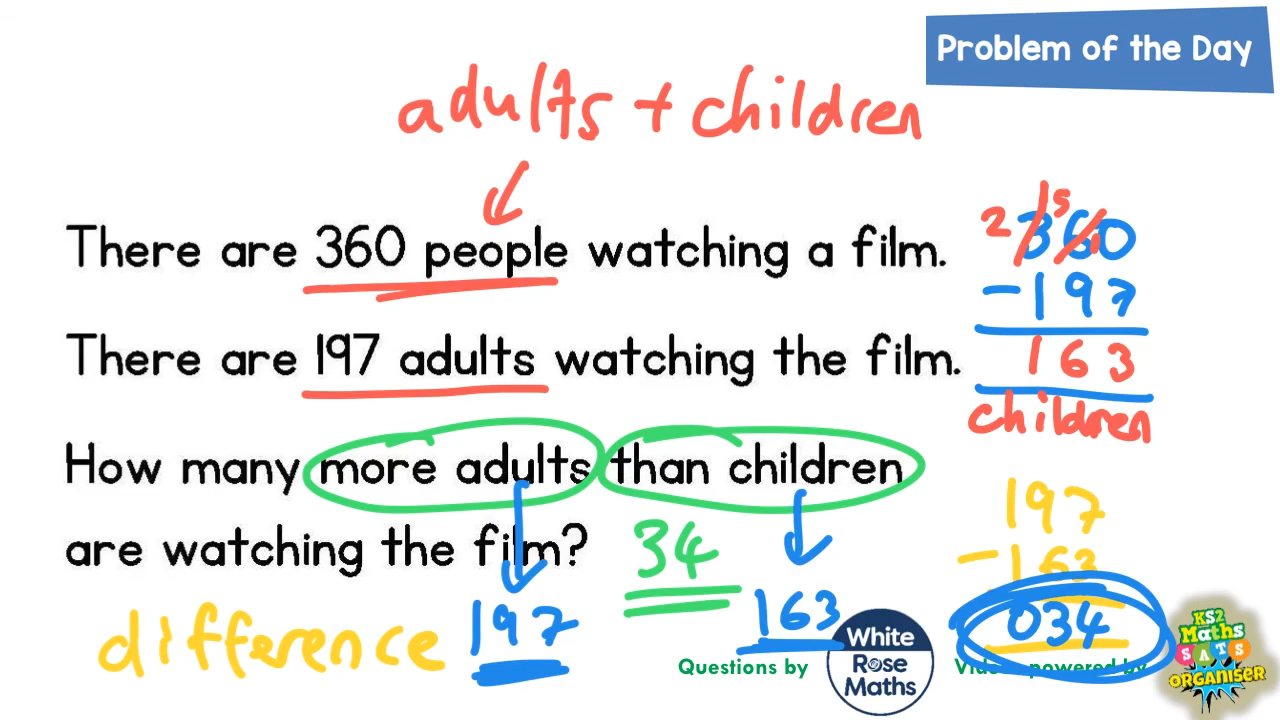 Problem of the Day
adults + children
There are 360 people watching a film.
2 15 1
360
-197
163
children
There are 197 adults watching the film.
How many more adults than children
are watching the film?
34
197
-163
034
difference
197
163
Questions by
White
Rose
Maths
powered by
KS2
Maths
SATS
ORGANISER